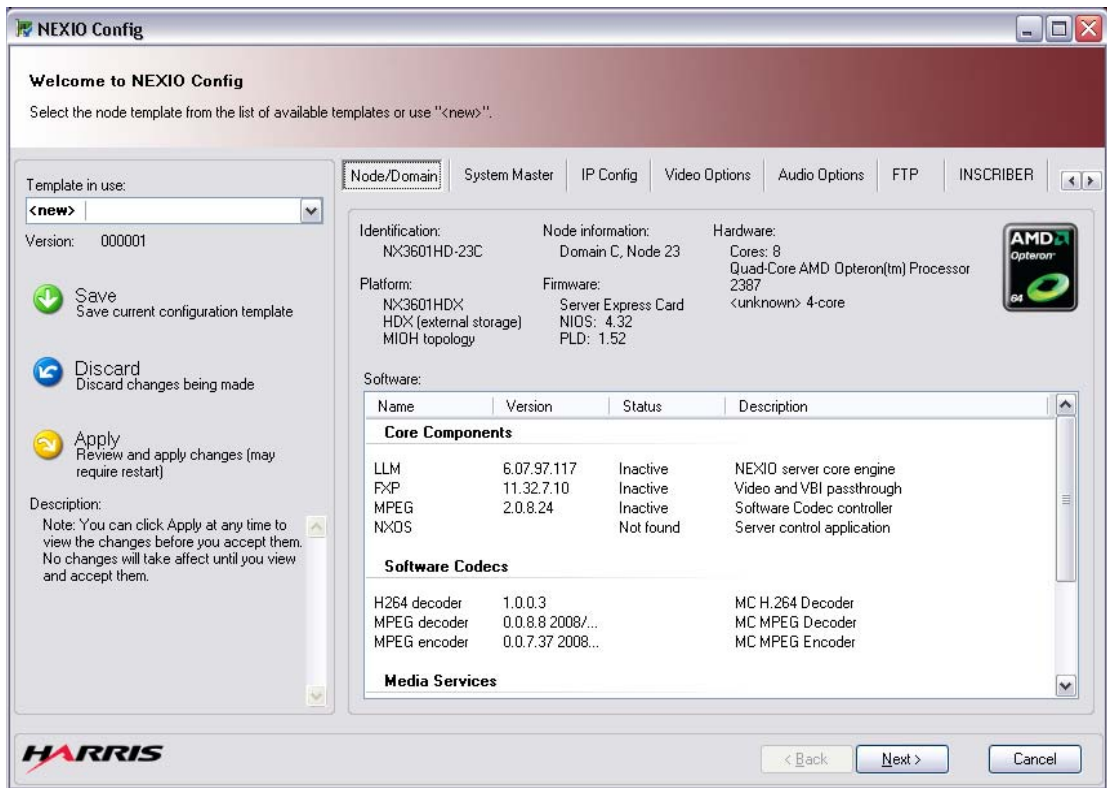 NEXIO Config
Welcome to NEXIO Config
Select the node template from the list of available templates or use "<new>".
Template in use:
<new>
Version: 000001
Save
Save current configuration template
Discard
Discard changes being made
Apply
Review and apply changes (may
require restart)
Description:
Note: You can click Apply at any time to
view the changes before you accept them.
No changes will take affect until you view
and accept them.
Node/Domain System Master IP Config Video Options Audio Options FTP INSCRIBER
Identification:
NX3601HD-23C
Platform:
NX3601HDX
HDX (external storage)
MIOH topology
Node information:
Domain C, Node 23
Firmware:
Server Express Card
NIOS: 4.32
PLD: 1.52
Hardware:
Cores: 8
Quad-Core AMD Opteron(tm) Processor
2387
<unknown> 4-core
AMD
Opteron
64
Software:
Name Version Status Description
Core Components
LLM 6.07.97.117 Inactive NEXIO server core engine
FXP 11.32.7.10 Inactive Video and VBI passthrough
MPEG 2.0.8.24 Inactive Software Codec controller
NXOS Not found Server control application
Software Codecs
H264 decoder 1.0.0.3 MC H.264 Decoder
MPEG decoder 0.0.8.8 2008/... MC MPEG Decoder
MPEG encoder 0.0.7.37 2008... MC MPEG Encoder
Media Services
HARRIS
< Back Next > Cancel